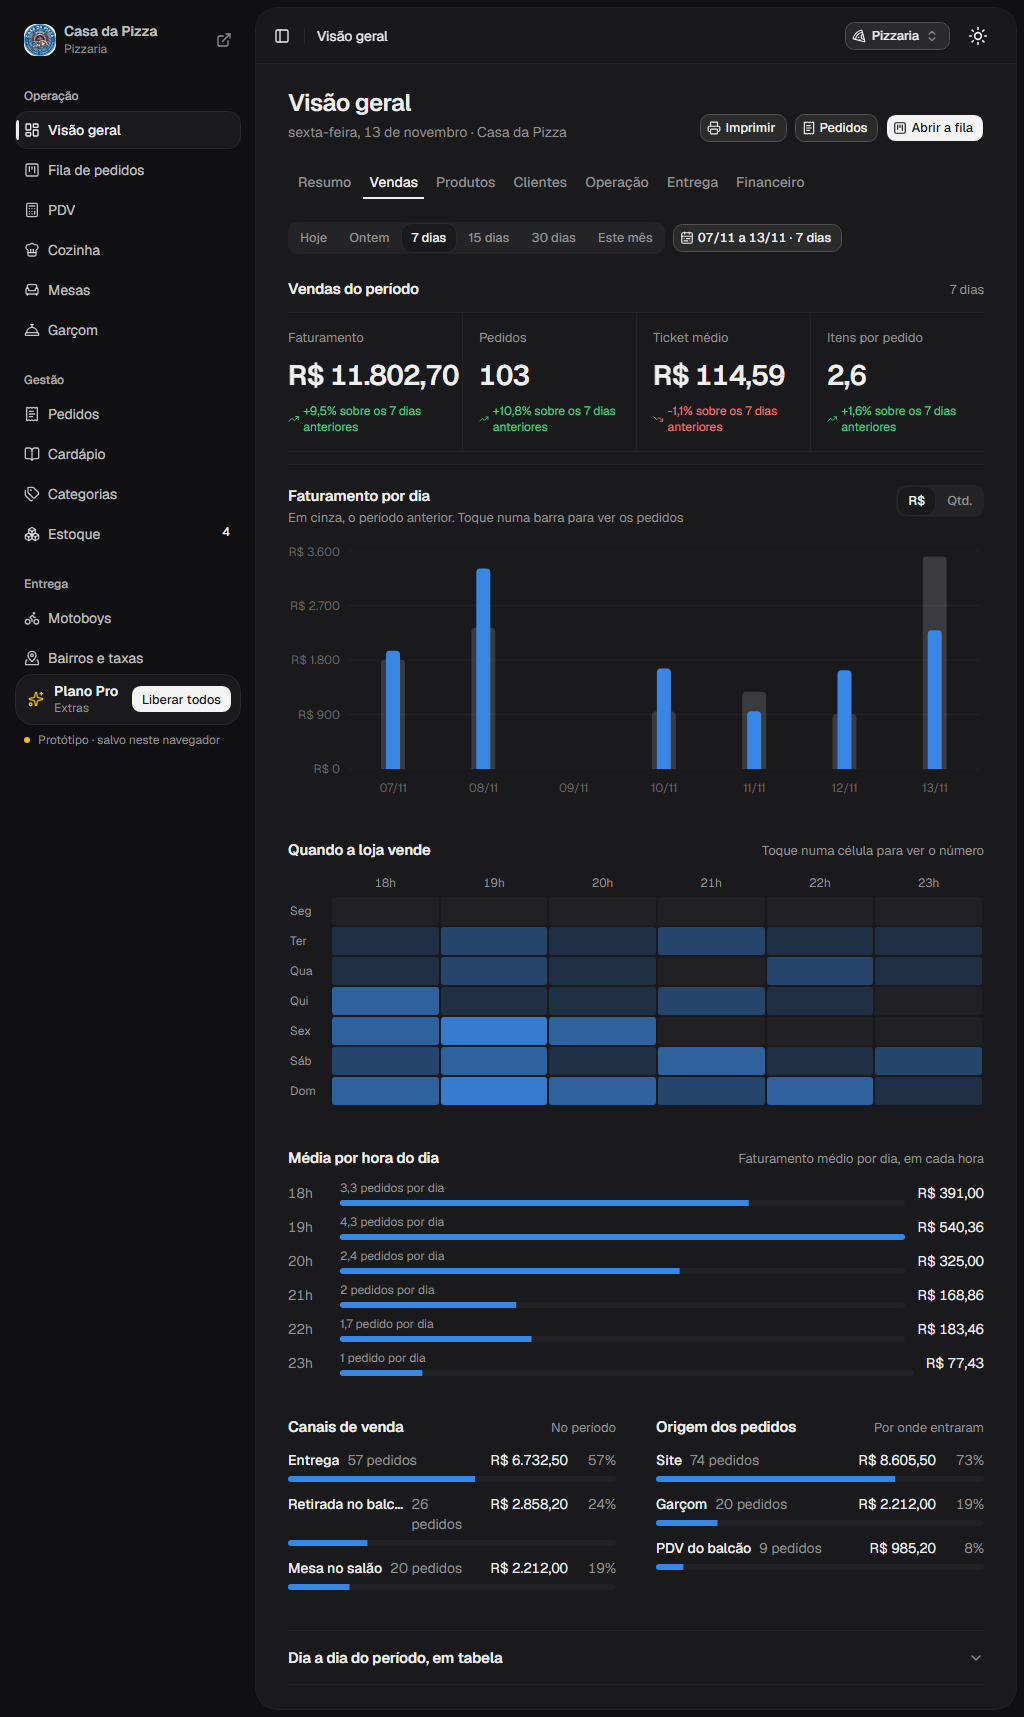 Casa da Pizza
Pizzaria
Operação
Visão geral
Fila de pedidos
PDV
Cozinha
Mesas
Garçom
Gestão
Pedidos
Cardápio
Categorias
Estoque
4
Entrega
Motoboys
Bairros e taxas
Plano Pro
Extras
Liberar todos
Protótipo · salvo neste navegador
Visão geral
Pizzaria
Visão geral
sexta-feira, 13 de novembro · Casa da Pizza
Imprimir
Pedidos
Abrir a fila
Resumo
Vendas
Produtos
Clientes
Operação
Entrega
Financeiro
Hoje
Ontem
7 dias
15 dias
30 dias
Este mês
07/11 a 13/11 · 7 dias
Vendas do período
7 dias
Faturamento
R$ 11.802,70
+9,5% sobre os 7 dias
anteriores
Pedidos
103
+10,8% sobre os 7 dias
anteriores
Ticket médio
R$ 114,59
-1,1% sobre os 7 dias
anteriores
Itens por pedido
2,6
+1,6% sobre os 7 dias
anteriores
Faturamento por dia
Em cinza, o período anterior. Toque numa barra para ver os pedidos
R$
Qtd.
R$ 3.600
R$ 2.700
R$ 1.800
R$ 900
R$ 0
07/11
08/11
09/11
10/11
11/11
12/11
13/11
Quando a loja vende
Toque numa célula para ver o número
18h
19h
20h
21h
22h
23h
Seg
Ter
Qua
Qui
Sex
Sáb
Dom
Média por hora do dia
Faturamento médio por dia, em cada hora
18h
3,3 pedidos por dia
R$ 391,00
19h
4,3 pedidos por dia
R$ 540,36
20h
2,4 pedidos por dia
R$ 325,00
21h
2 pedidos por dia
R$ 168,86
22h
1,7 pedido por dia
R$ 183,46
23h
1 pedido por dia
R$ 77,43
Canais de venda
No período
Entrega 57 pedidos
R$ 6.732,50
57%
Retirada no balc... 26
pedidos
R$ 2.858,20
24%
Mesa no salão 20 pedidos
R$ 2.212,00
19%
Origem dos pedidos
Por onde entraram
Site 74 pedidos
R$ 8.605,50
73%
Garçom 20 pedidos
R$ 2.212,00
19%
PDV do balcão 9 pedidos
R$ 985,20
8%
Dia a dia do período, em tabela